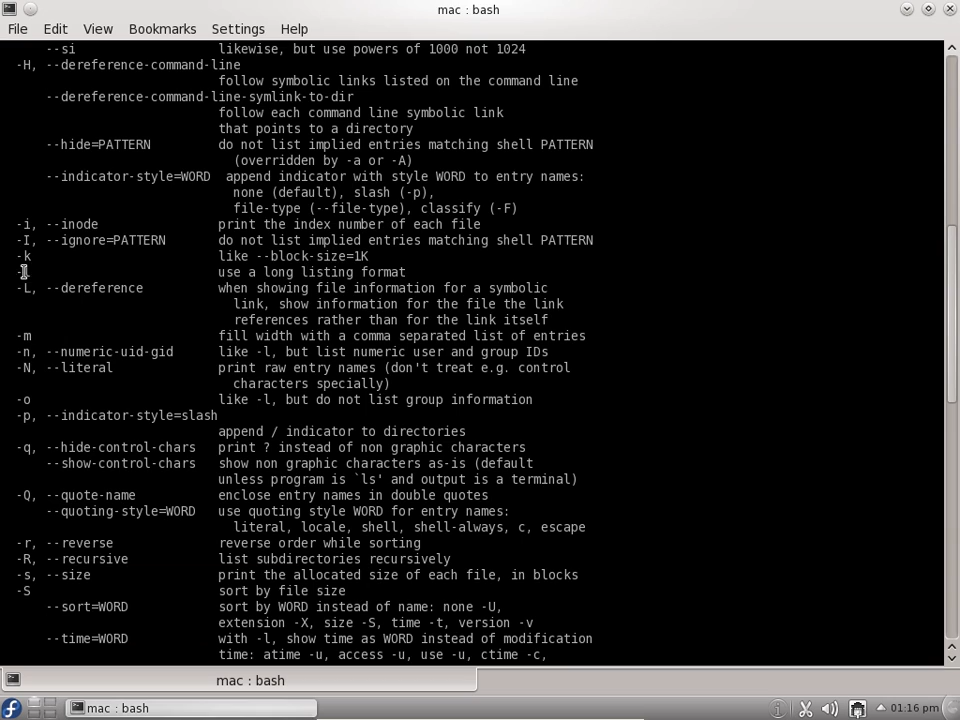 mac : bash
File Edit View Bookmarks Settings Help
--si likewise, but use powers of 1000 not 1024
-H, --dereference-command-line
follow symbolic links listed on the command line
--dereference-command-line-symlink-to-dir
follow each command line symbolic link
that points to a directory
--hide=PATTERN do not list implied entries matching shell PATTERN
(overridden by -a or -A)
--indicator-style=WORD append indicator with style WORD to entry names:
none (default), slash (-p),
file-type (--file-type), classify (-F)
-i, --inode print the index number of each file
-I, --ignore=PATTERN do not list implied entries matching shell PATTERN
-k like --block-size=1K
use a long listing format
-L, --dereference when showing file information for a symbolic
link, show information for the file the link
references rather than for the link itself
-m fill width with a comma separated list of entries
-n, --numeric-uid-gid like -l, but list numeric user and group IDs
-N, --literal print raw entry names (don't treat e.g. control
characters specially)
-o like -l, but do not list group information
-p, --indicator-style=slash
append / indicator to directories
-q, --hide-control-chars print ? instead of non graphic characters
--show-control-chars show non graphic characters as-is (default
unless program is `ls' and output is a terminal)
-Q, --quote-name enclose entry names in double quotes
--quoting-style=WORD use quoting style WORD for entry names:
literal, locale, shell, shell-always, c, escape
-r, --reverse reverse order while sorting
-R, --recursive list subdirectories recursively
-s, --size print the allocated size of each file, in blocks
-S sort by file size
--sort=WORD sort by WORD instead of name: none -U,
extension -X, size -S, time -t, version -v
--time=WORD with -l, show time as WORD instead of modification
time: atime -u, access -u, use -u, ctime -c,
mac : bash
mac : bash 01:16 pm